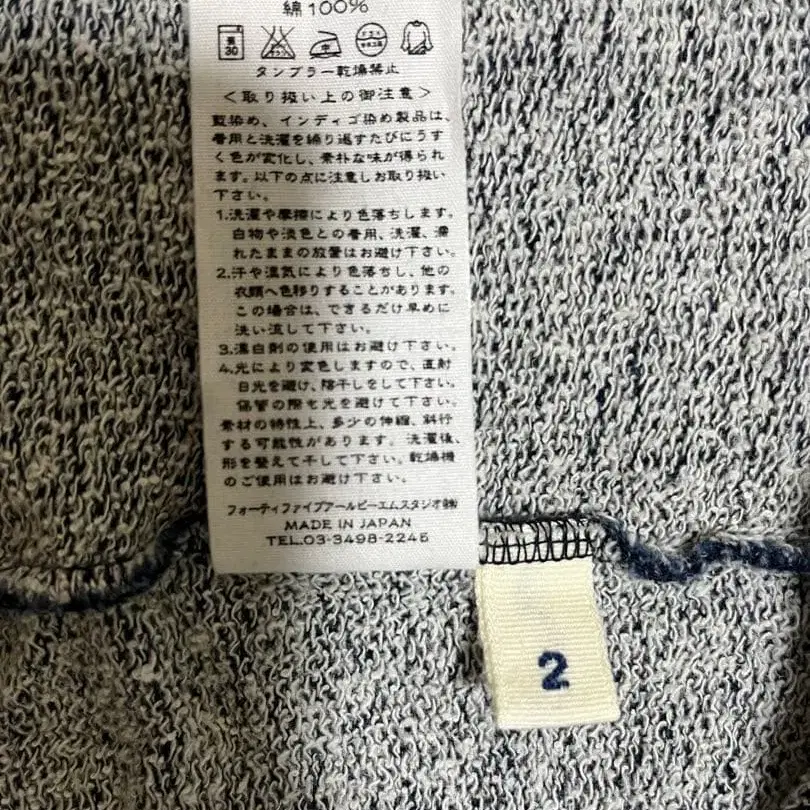 綿100%
弱
30
中
タンブラー乾燥禁止
<取り扱い上の御注意>
藍染め、インディゴ染め製品は、
着用と洗濯を繰り返すたびにうす
く色が変化し、素朴な味が得られ
ます。以下の点に注意しお取り扱い
下さい。
1.洗濯や摩擦により色落ちします。
白物や淡色との着用、洗濯、濡
れたままの放置はお避け下さい。
2.汗や湿気により色落ちし、他の
衣類へ色移りすることがあります。
この場合は、できるだけ早めに
洗い流して下さい。
3.漂白剤の使用はお避け下さい。
4.光により変色しますので、直射
日光を避け、陰干しをして下さい。
保管の際も光を避けて下さい。
素材の特性上、多少の伸縮、斜行
する可能性があります。洗濯後、
形を整えて干して下さい。乾燥機
のご使用はお避け下さい。
フォーティファイブアールピーエムスタジオ㈱
MADE IN JAPAN
TEL.03-3498-2245
2